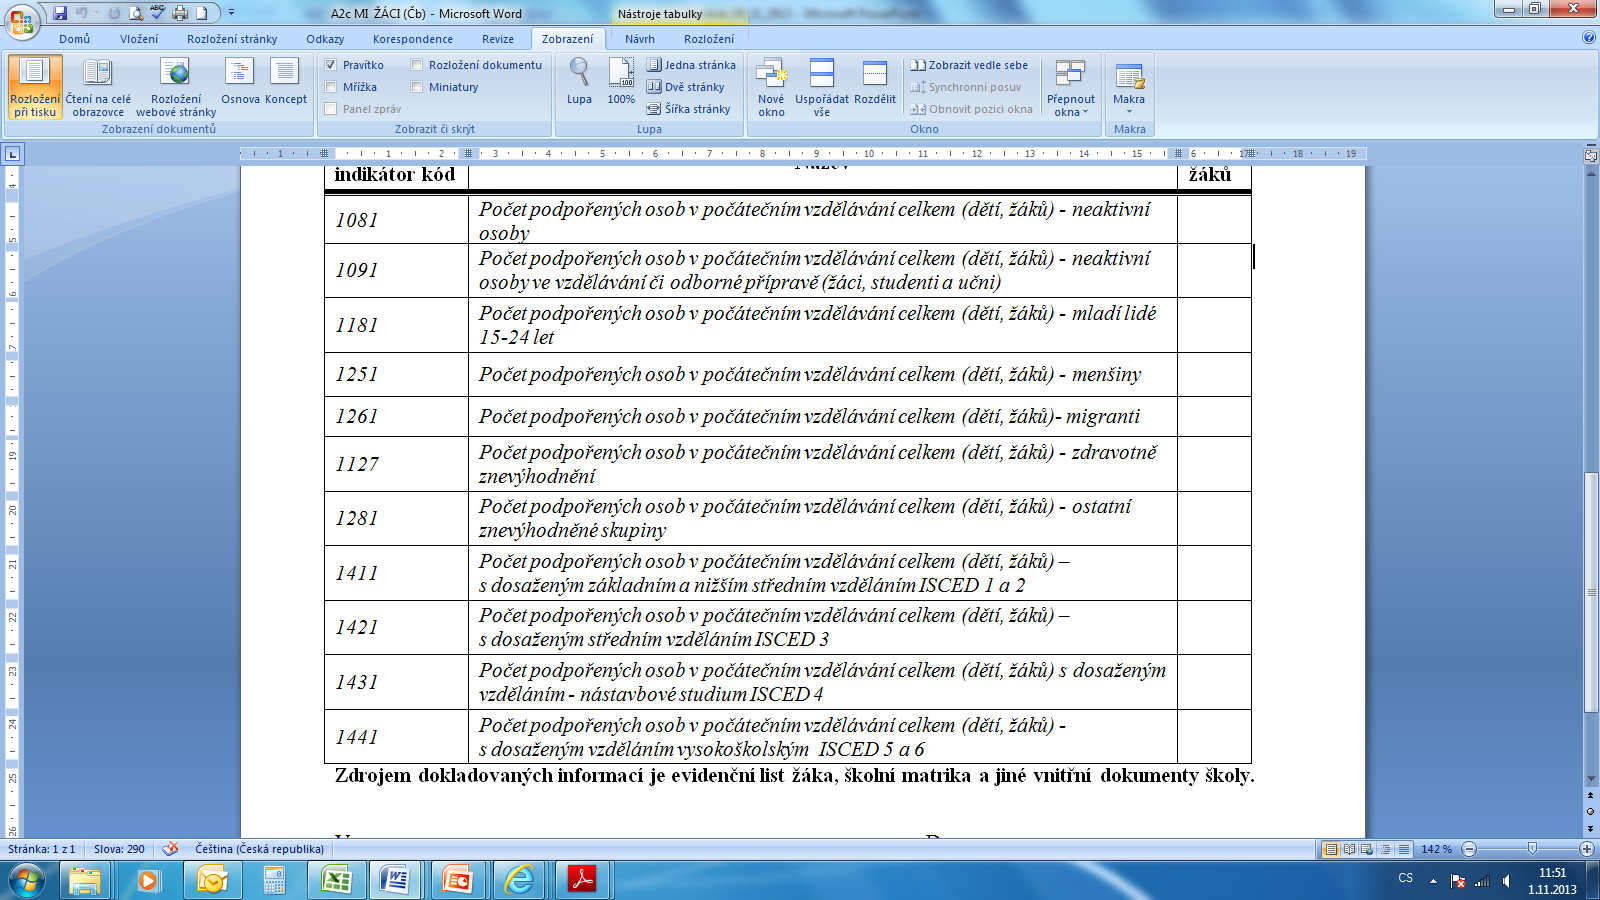 A2c MI ŽÁCI (Čb) - Microsoft Word
Nástroje tabulky
Domů Vložení Rozložení stránky Odkazy Korespondence Revize Zobrazení Návrh Rozložení
Rozložení při tisku
Čtení na celé obrazovce
Rozložení webové stránky
Osnova
Koncept
Zobrazení dokumentů
Pravítko
Mřížka
Panel zpráv
Rozložení dokumentu
Miniatury
Zobrazit či skrýt
Lupa
100%
Jedna stránka
Dvě stránky
Šířka stránky
Lupa
Nové okno
Uspořádat vše
Rozdělit
Zobrazit vedle sebe
Synchronní posuv
Obnovit pozici okna
Přepnout okna
Okno
Makra
Makra
indikátor kód
žáků
1081
Počet podpořených osob v počátečním vzdělávání celkem (dětí, žáků) - neaktivní
osoby
1091
Počet podpořených osob v počátečním vzdělávání celkem (dětí, žáků) - neaktivní
osoby ve vzdělávání či odborné přípravě (žáci, studenti a učni)
1181
Počet podpořených osob v počátečním vzdělávání celkem (dětí, žáků) - mladí lidé
15-24 let
1251
Počet podpořených osob v počátečním vzdělávání celkem (dětí, žáků) - menšiny
1261
Počet podpořených osob v počátečním vzdělávání celkem (dětí, žáků)- migranti
1127
Počet podpořených osob v počátečním vzdělávání celkem (dětí, žáků) - zdravotně
znevýhodnění
1281
Počet podpořených osob v počátečním vzdělávání celkem (dětí, žáků) - ostatní
znevýhodněné skupiny
1411
Počet podpořených osob v počátečním vzdělávání celkem (dětí, žáků) –
s dosaženým základním a nižším středním vzděláním ISCED 1 a 2
1421
Počet podpořených osob v počátečním vzdělávání celkem (dětí, žáků) –
s dosaženým středním vzděláním ISCED 3
1431
Počet podpořených osob v počátečním vzdělávání celkem (dětí, žáků) s dosaženým
vzděláním - nástavbové studium ISCED 4
1441
Počet podpořených osob v počátečním vzdělávání celkem (dětí, žáků) -
s dosaženým vzděláním vysokoškolským ISCED 5 a 6
Zdrojem dokladovaných informací je evidenční list žáka, školní matrika a jiné vnitřní dokumenty školy.
Stránka: 1 z 1 Slova: 290 Čeština (Česká republika) 142 %
CS
11:51
1.11.2013